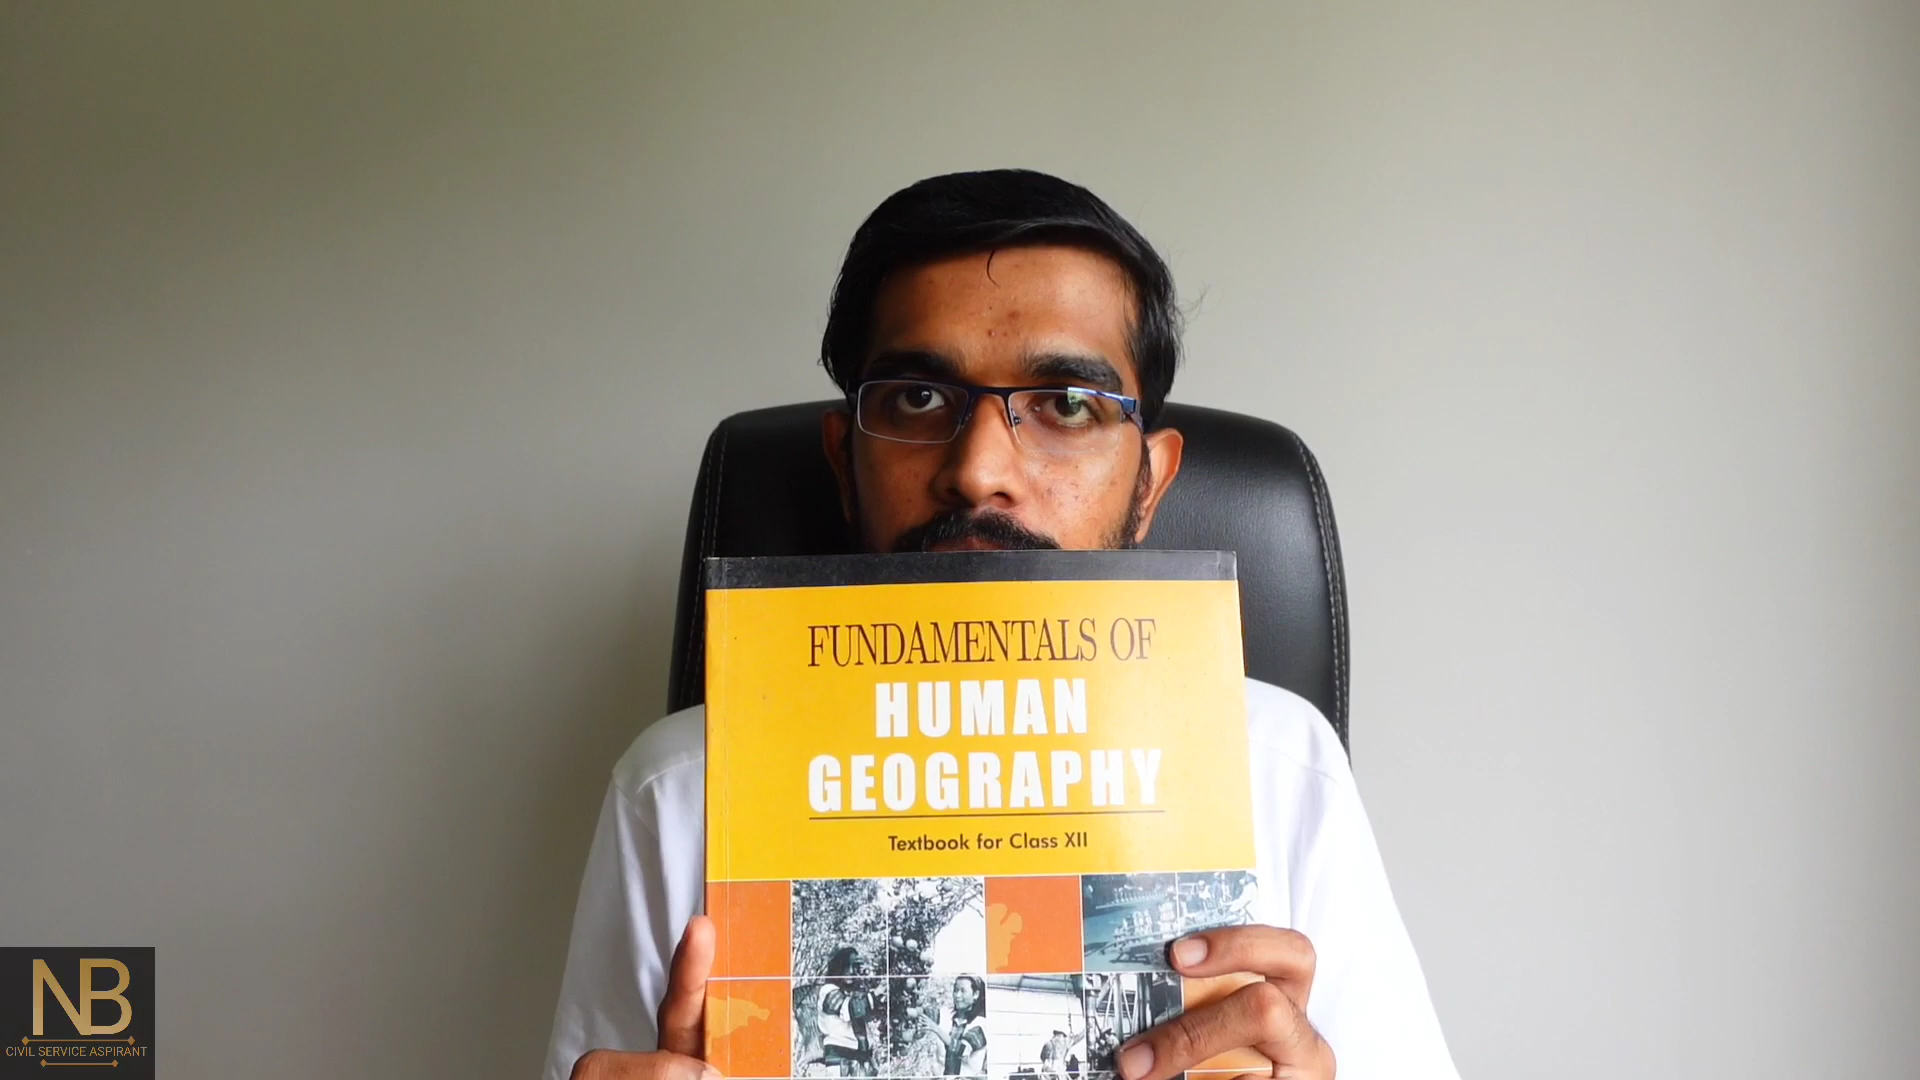 FUNDAMENTALS OF
HUMAN
GEOGRAPHY
Textbook for Class XII
NB
CIVIL SERVICE ASPIRANT